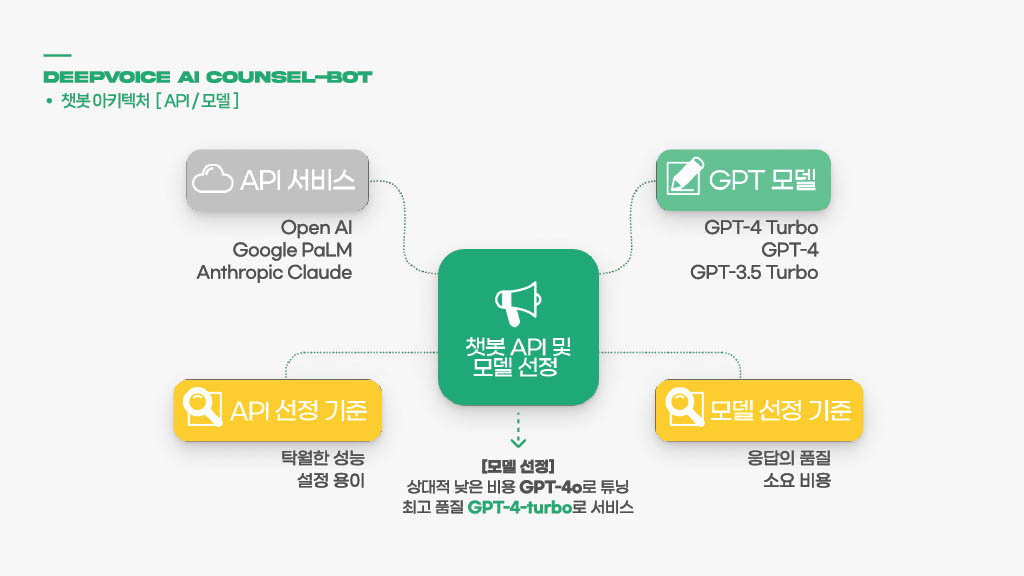 DEEPVOICE AI COUNSEL-BOT
• 챗봇 아키텍처 [ API / 모델 ]
API 서비스
Open AI
Google PaLM
Anthropic Claude
GPT 모델
GPT-4 Turbo
GPT-4
GPT-3.5 Turbo
챗봇 API 및
모델 선정
API 선정 기준
탁월한 성능
설정 용이
모델 선정 기준
응답의 품질
소요 비용
[모델 선정]
상대적 낮은 비용 GPT-4o로 튜닝
최고 품질 GPT-4-turbo로 서비스